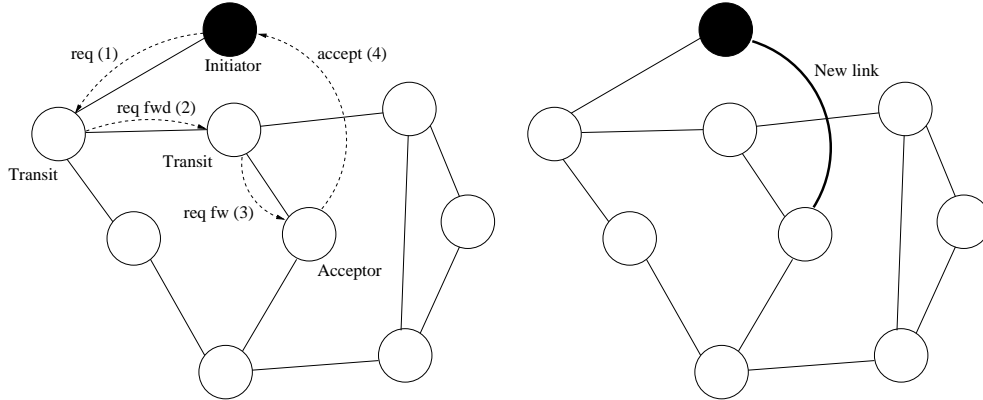 req (1)
accept (4)
Initiator
req fwd (2)
Transit
Transit
req fw (3)
Acceptor
New link